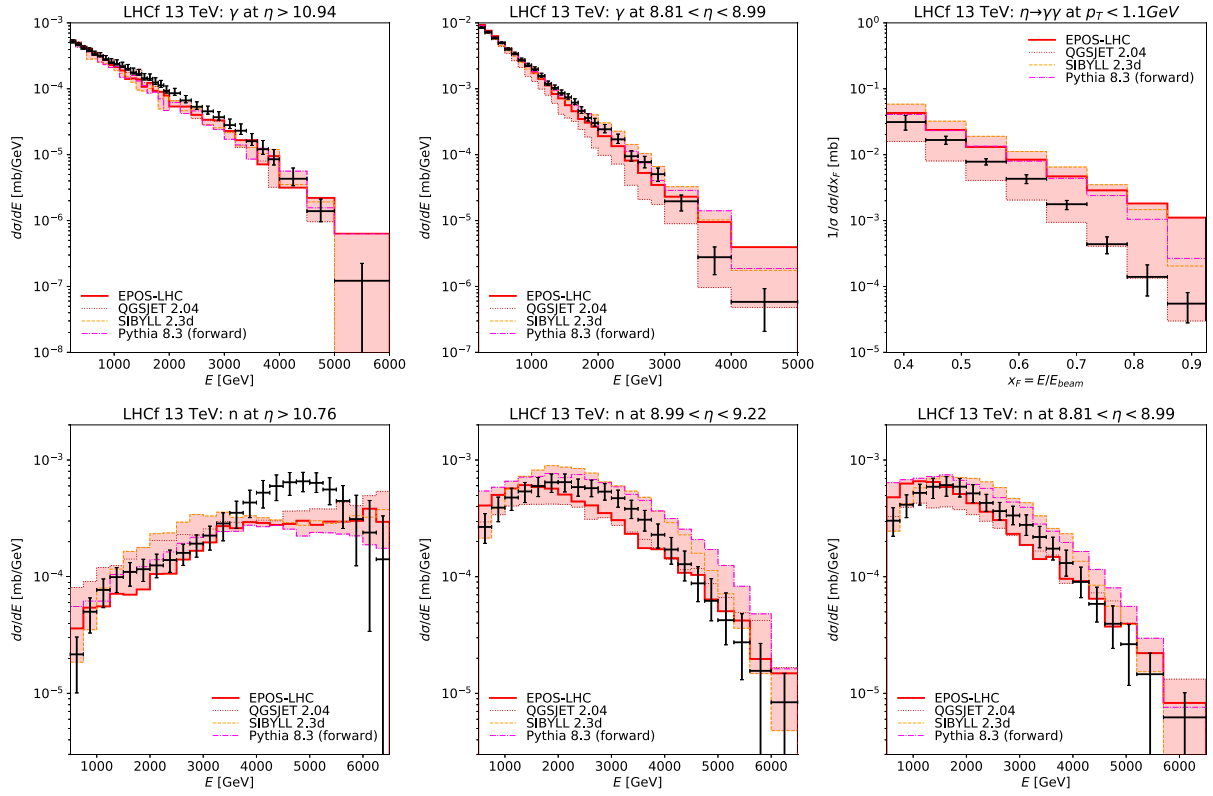 LHCf 13 TeV: γ at η > 10.94
dσ/dE [mb/GeV]
10⁻⁴
10⁻⁵
10⁻⁶
10⁻⁷
10⁻⁸
EPOS-LHC
QGSJET 2.04
SIBYLL 2.3d
Pythia 8.3 (forward)
1000 2000 3000 4000 5000 6000
E [GeV]
LHCf 13 TeV: γ at 8.81 < η < 8.99
dσ/dE [mb/GeV]
10⁻²
10⁻³
10⁻⁴
10⁻⁵
10⁻⁶
10⁻⁷
EPOS-LHC
QGSJET 2.04
SIBYLL 2.3d
Pythia 8.3 (forward)
1000 2000 3000 4000 5000
E [GeV]
LHCf 13 TeV: η→γγ at p_T < 1.1GeV
1/σ dσ/dx_F [mb]
10⁰
10⁻¹
10⁻²
10⁻³
10⁻⁴
10⁻⁵
EPOS-LHC
QGSJET 2.04
SIBYLL 2.3d
Pythia 8.3 (forward)
0.4 0.5 0.6 0.7 0.8 0.9
x_F = E/E_beam
LHCf 13 TeV: n at η > 10.76
dσ/dE [mb/GeV]
10⁻³
10⁻⁴
10⁻⁵
EPOS-LHC
QGSJET 2.04
SIBYLL 2.3d
Pythia 8.3 (forward)
1000 2000 3000 4000 5000 6000
E [GeV]
LHCf 13 TeV: n at 8.99 < η < 9.22
dσ/dE [mb/GeV]
10⁻³
10⁻⁴
10⁻⁵
EPOS-LHC
QGSJET 2.04
SIBYLL 2.3d
Pythia 8.3 (forward)
1000 2000 3000 4000 5000 6000
E [GeV]
LHCf 13 TeV: n at 8.81 < η < 8.99
dσ/dE [mb/GeV]
10⁻³
10⁻⁴
10⁻⁵
EPOS-LHC
QGSJET 2.04
SIBYLL 2.3d
Pythia 8.3 (forward)
1000 2000 3000 4000 5000 6000
E [GeV]